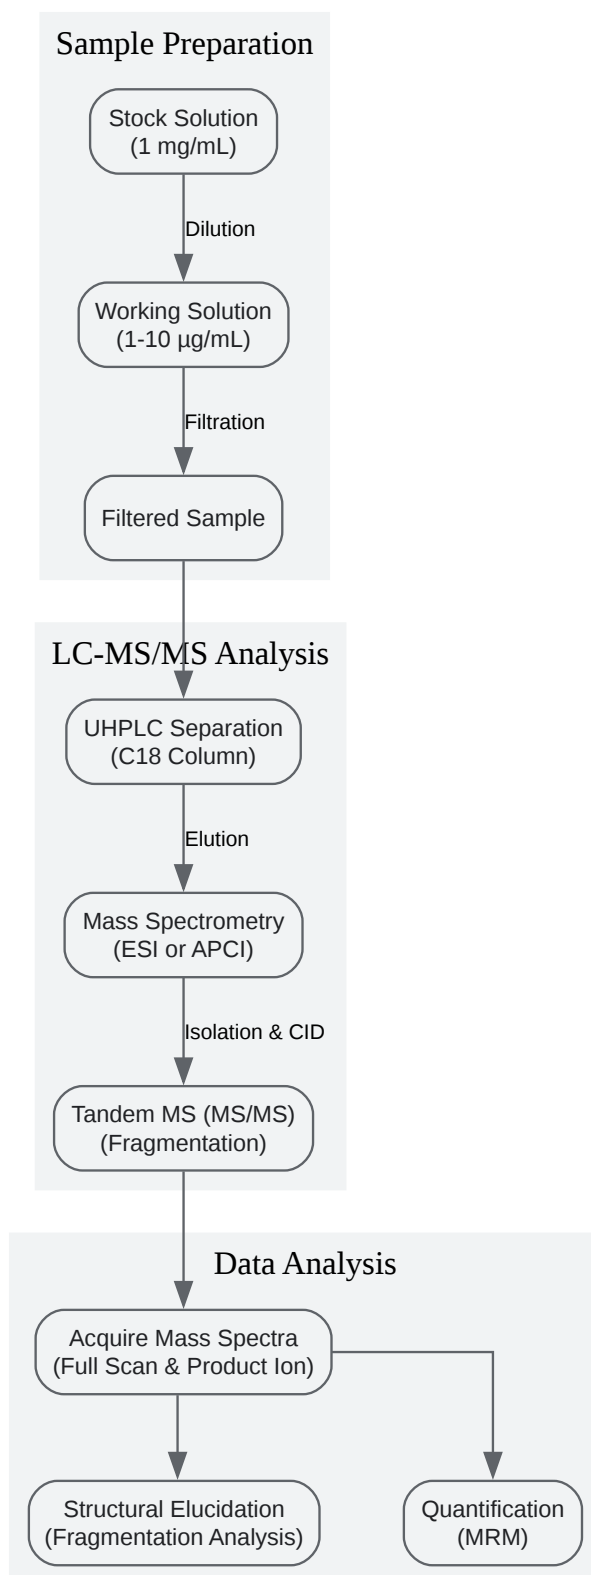 Sample Preparation
Stock Solution
(1 mg/mL)
Dilution
Working Solution
(1-10 µg/mL)
Filtration
Filtered Sample
LC-MS/MS Analysis
UHPLC Separation
(C18 Column)
Elution
Mass Spectrometry
(ESI or APCI)
Isolation & CID
Tandem MS (MS/MS)
(Fragmentation)
Data Analysis
Acquire Mass Spectra
(Full Scan & Product Ion)
Structural Elucidation
(Fragmentation Analysis)
Quantification
(MRM)